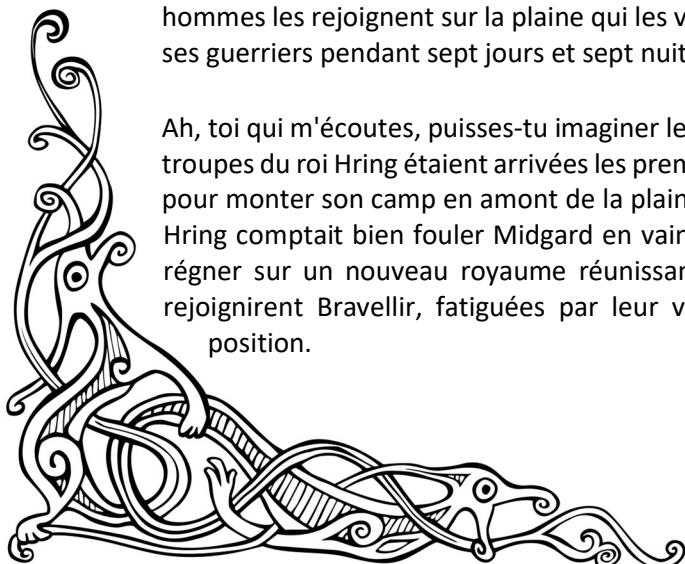 hommes les rejoignent sur la plaine qui les v
ses guerriers pendant sept jours et sept nuit
Ah, toi qui m'écoutes, puisses-tu imaginer le
troupes du roi Hring étaient arrivées les prem
pour monter son camp en amont de la plain
Hring comptait bien fouler Midgard en vain
régner sur un nouveau royaume réunissar
rejoignirent Bravellir, fatiguées par leur v
position.